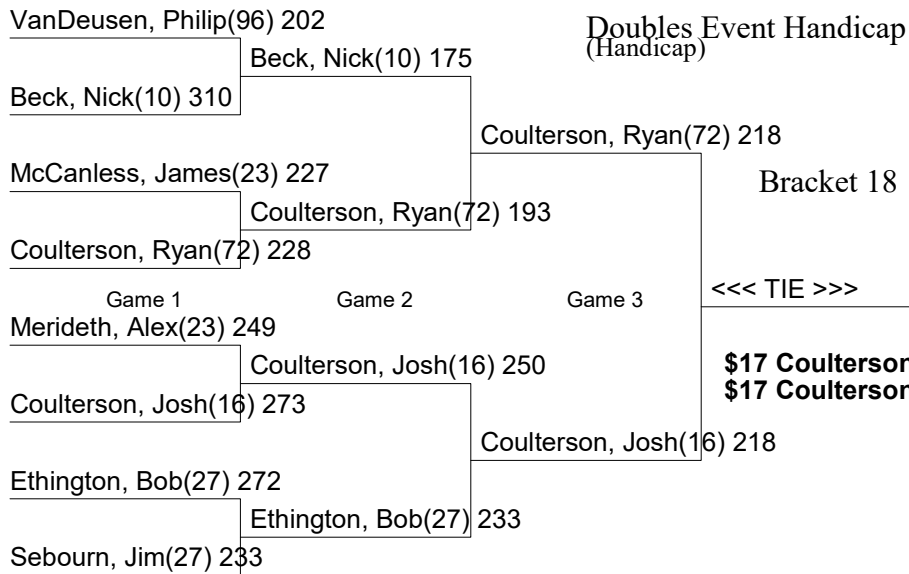 VanDeusen, Philip(96) 202
Doubles Event Handicap
(Handicap)
Beck, Nick(10) 175
Beck, Nick(10) 310
Coulterson, Ryan(72) 218
McCanless, James(23) 227
Bracket 18
Coulterson, Ryan(72) 193
Coulterson, Ryan(72) 228
Game 1 Game 2 Game 3 <<< TIE >>>
Merideth, Alex(23) 249
Coulterson, Josh(16) 250
$17 Coulterson
$17 Coulterson
Coulterson, Josh(16) 273
Coulterson, Josh(16) 218
Ethington, Bob(27) 272
Ethington, Bob(27) 233
Sebourn, Jim(27) 233